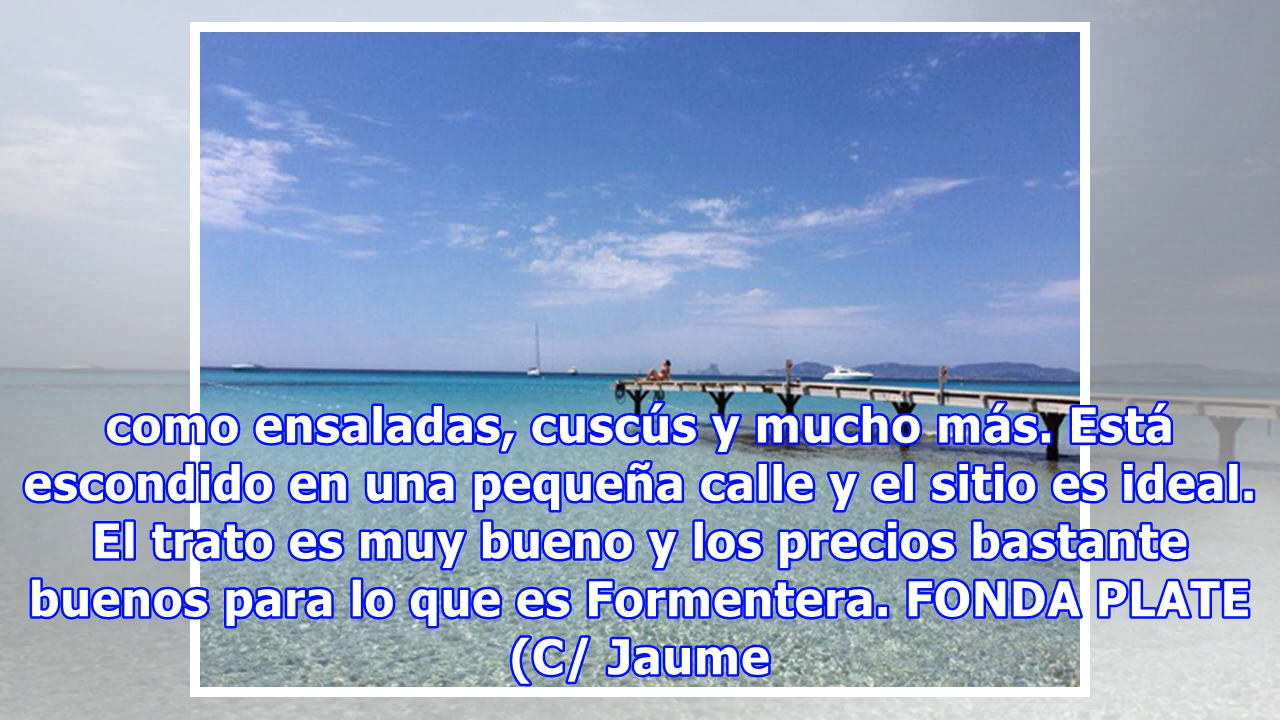 como ensaladas, cuscús y mucho más. Está
escondido en una pequeña calle y el sitio es ideal.
El trato es muy bueno y los precios bastante
buenos para lo que es Formentera. FONDA PLATE
(C/ Jaume